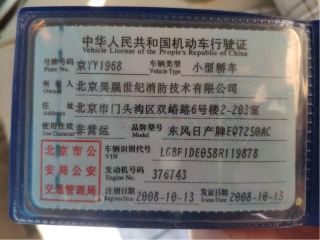 中华人民共和国机动车行驶证
Vehicle License of the People's Republic of China
号牌号码 京YY1968 车辆类型 小型轿车
Plate No. Vehicle Type
所有人 北京昊晟世纪消防技术有限公司
Owner
住址 北京市门头沟区双峪路6号楼2-203室
Address
使用性质 非营运 品牌型号 东风日产牌EQ7250AC
Use Character Model
北京市公 车辆识别代号 LGBF1DE058R119878
VIN
安局公安 发动机号码 376743
Engine No.
交通管理局 注册日期 2008-10-13 发证日期 2008-10-13
Register Date Issue Date